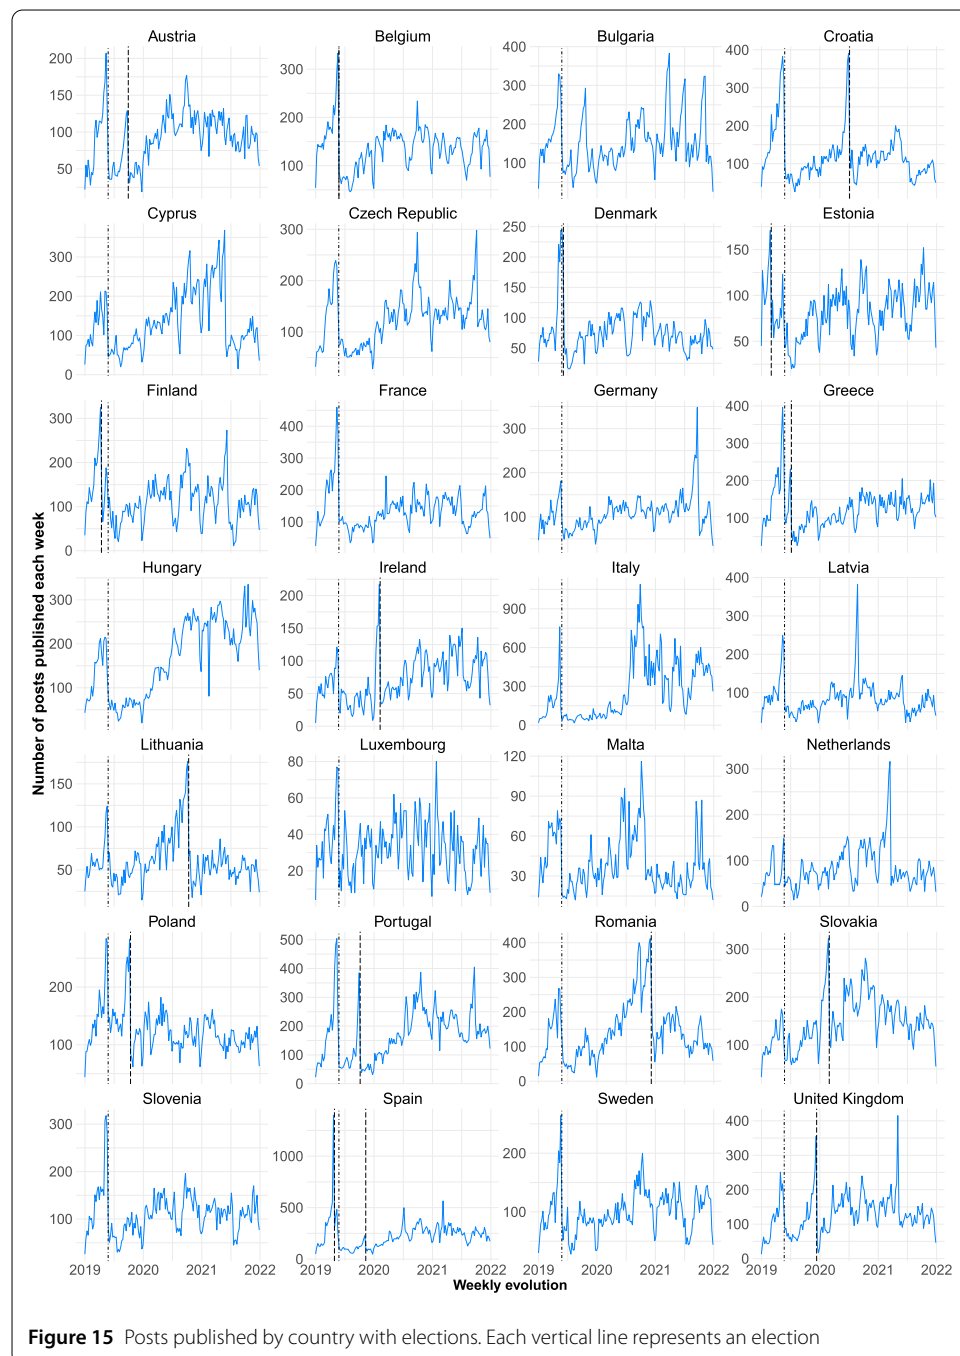 Austria Belgium Bulgaria Croatia
200 150 100 50
300 200 100
400 300 200 100
400 300 200 100
Cyprus Czech Republic Denmark Estonia
300 200 100 0
300 200 100
250 200 150 100 50
150 100 50
Finland France Germany Greece
300 200 100 0
400 300 200 100
300 200 100
400 300 200 100
Hungary Ireland Italy Latvia
300 200 100
200 150 100 50 0
900 600 300 0
400 300 200 100
Lithuania Luxembourg Malta Netherlands
150 100 50
80 60 40 20
120 90 60 30
300 200 100 0
Poland Portugal Romania Slovakia
200 100
500 400 300 200 100 0
400 300 200 100 0
300 200 100
Slovenia Spain Sweden United Kingdom
300 200 100
1000 500 0
200 100
400 300 200 100 0
2019 2020 2021 2022 2019 2020 2021 2022 2019 2020 2021 2022 2019 2020 2021 2022
Number of posts published each week
Weekly evolution
Figure 15 Posts published by country with elections. Each vertical line represents an election